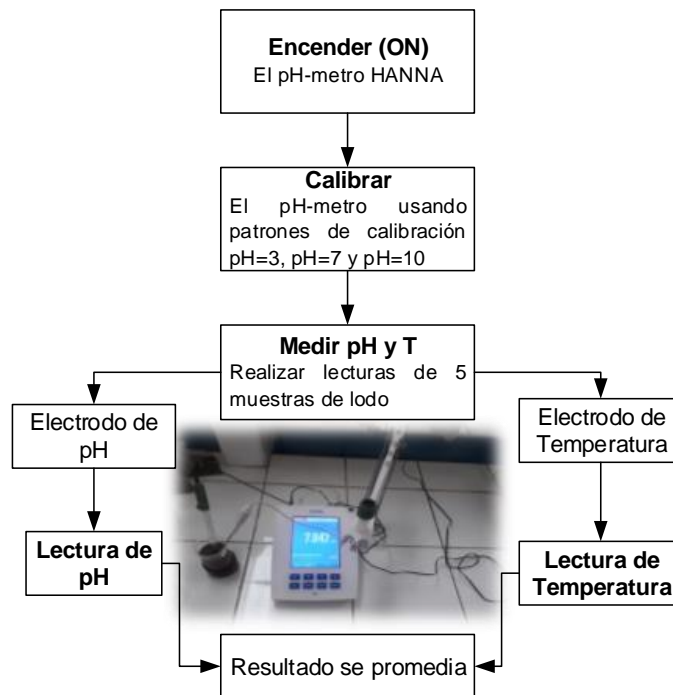 Encender (ON)
El pH-metro HANNA
Calibrar
El pH-metro usando
patrones de calibración
pH=3, pH=7 y pH=10
Medir pH y T
Realizar lecturas de 5
muestras de lodo
Electrodo de
pH
Electrodo de
Temperatura
Lectura de
pH
Lectura de
Temperatura
Resultado se promedia